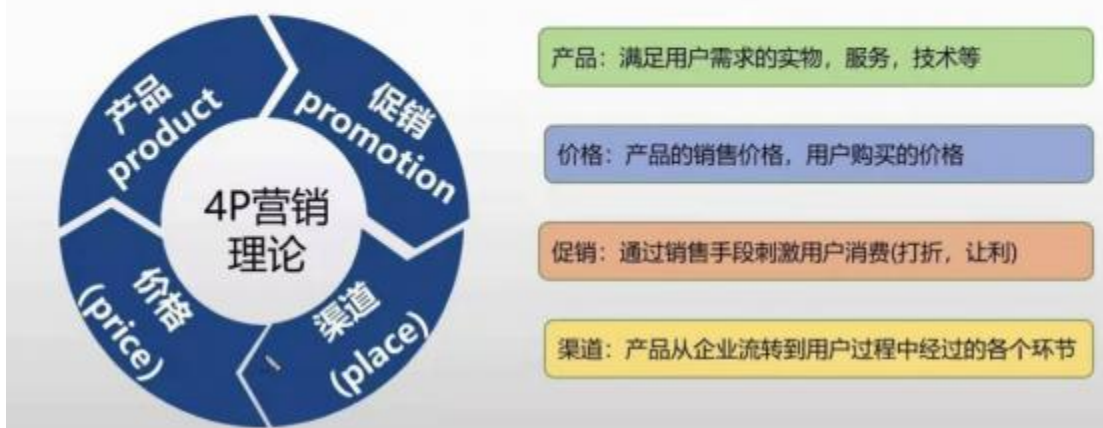 产品
product
促销
promotion
4P营销
理论
价格
(price)
渠道
(place)
产品：满足用户需求的实物，服务，技术等
价格：产品的销售价格，用户购买的价格
促销：通过销售手段刺激用户消费(打折，让利)
渠道：产品从企业流转到用户过程中经过的各个环节